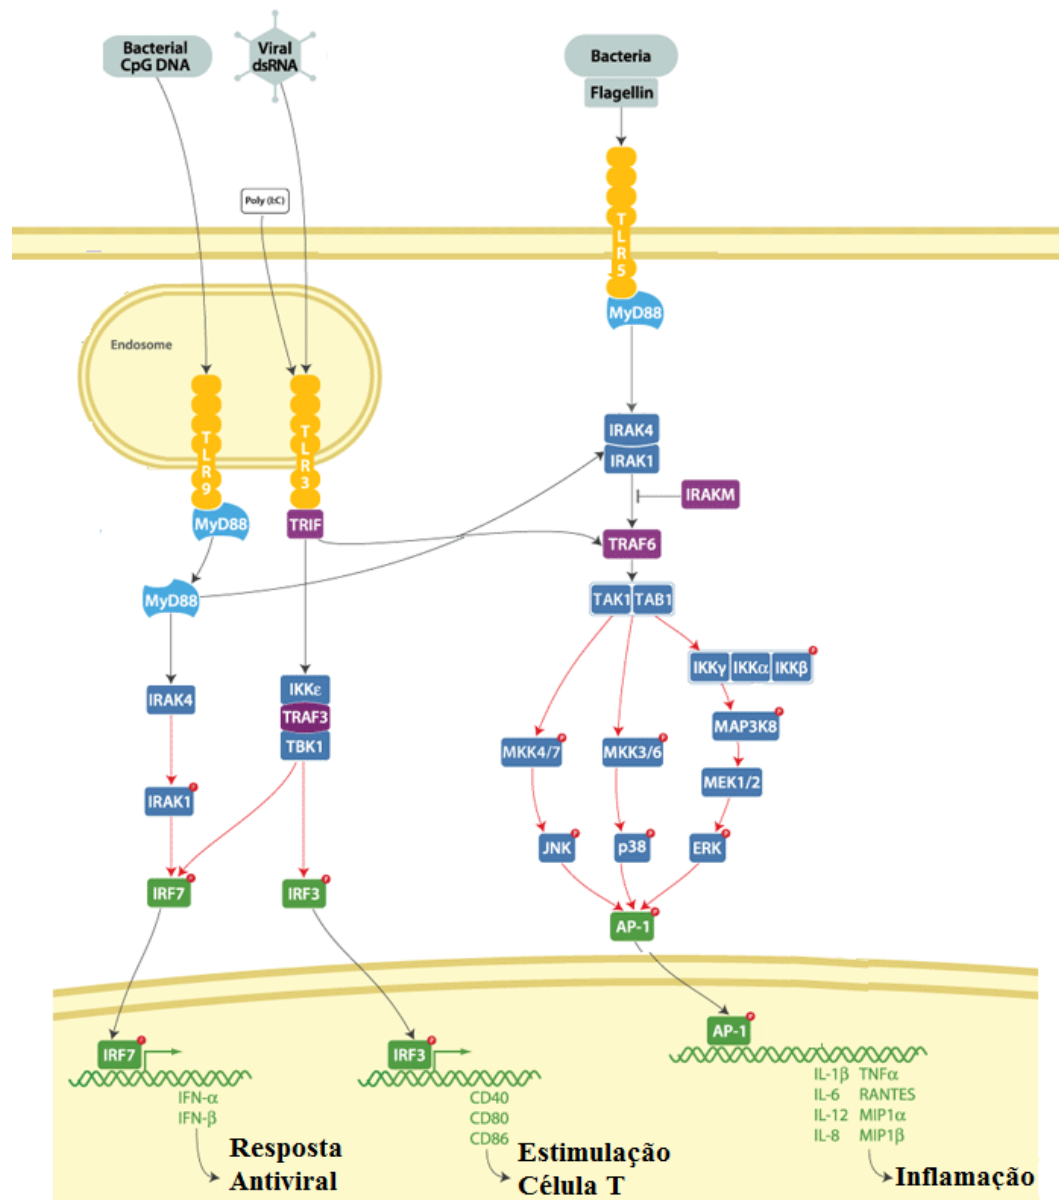 Bacterial
CpG DNA
Viral
dsRNA
Bacteria
Flagellin
Poly (I:C)
TLR5
MyD88
Endosome
TLR9
TLR3
MyD88
TRIF
IRAK4
IRAK1
IRAKM
TRAF6
MyD88
TAK1 TAB1
IKKγ IKKα IKKβ P
IRAK4
IKKε
TRAF3
TBK1
MAP3K8 P
MKK4/7 P
MKK3/6 P
MEK1/2
IRAK1 P
JNK P
p38 P
ERK P
IRF7 P
IRF3 P
AP-1 P
IRF7 P
IRF3 P
AP-1 P
IFN-α
IFN-β
CD40
CD80
CD86
IL-1β TNFα
IL-6 RANTES
IL-12 MIP1α
IL-8 MIP1β
Resposta
Antiviral
Estimulação
Célula T
Inflamação